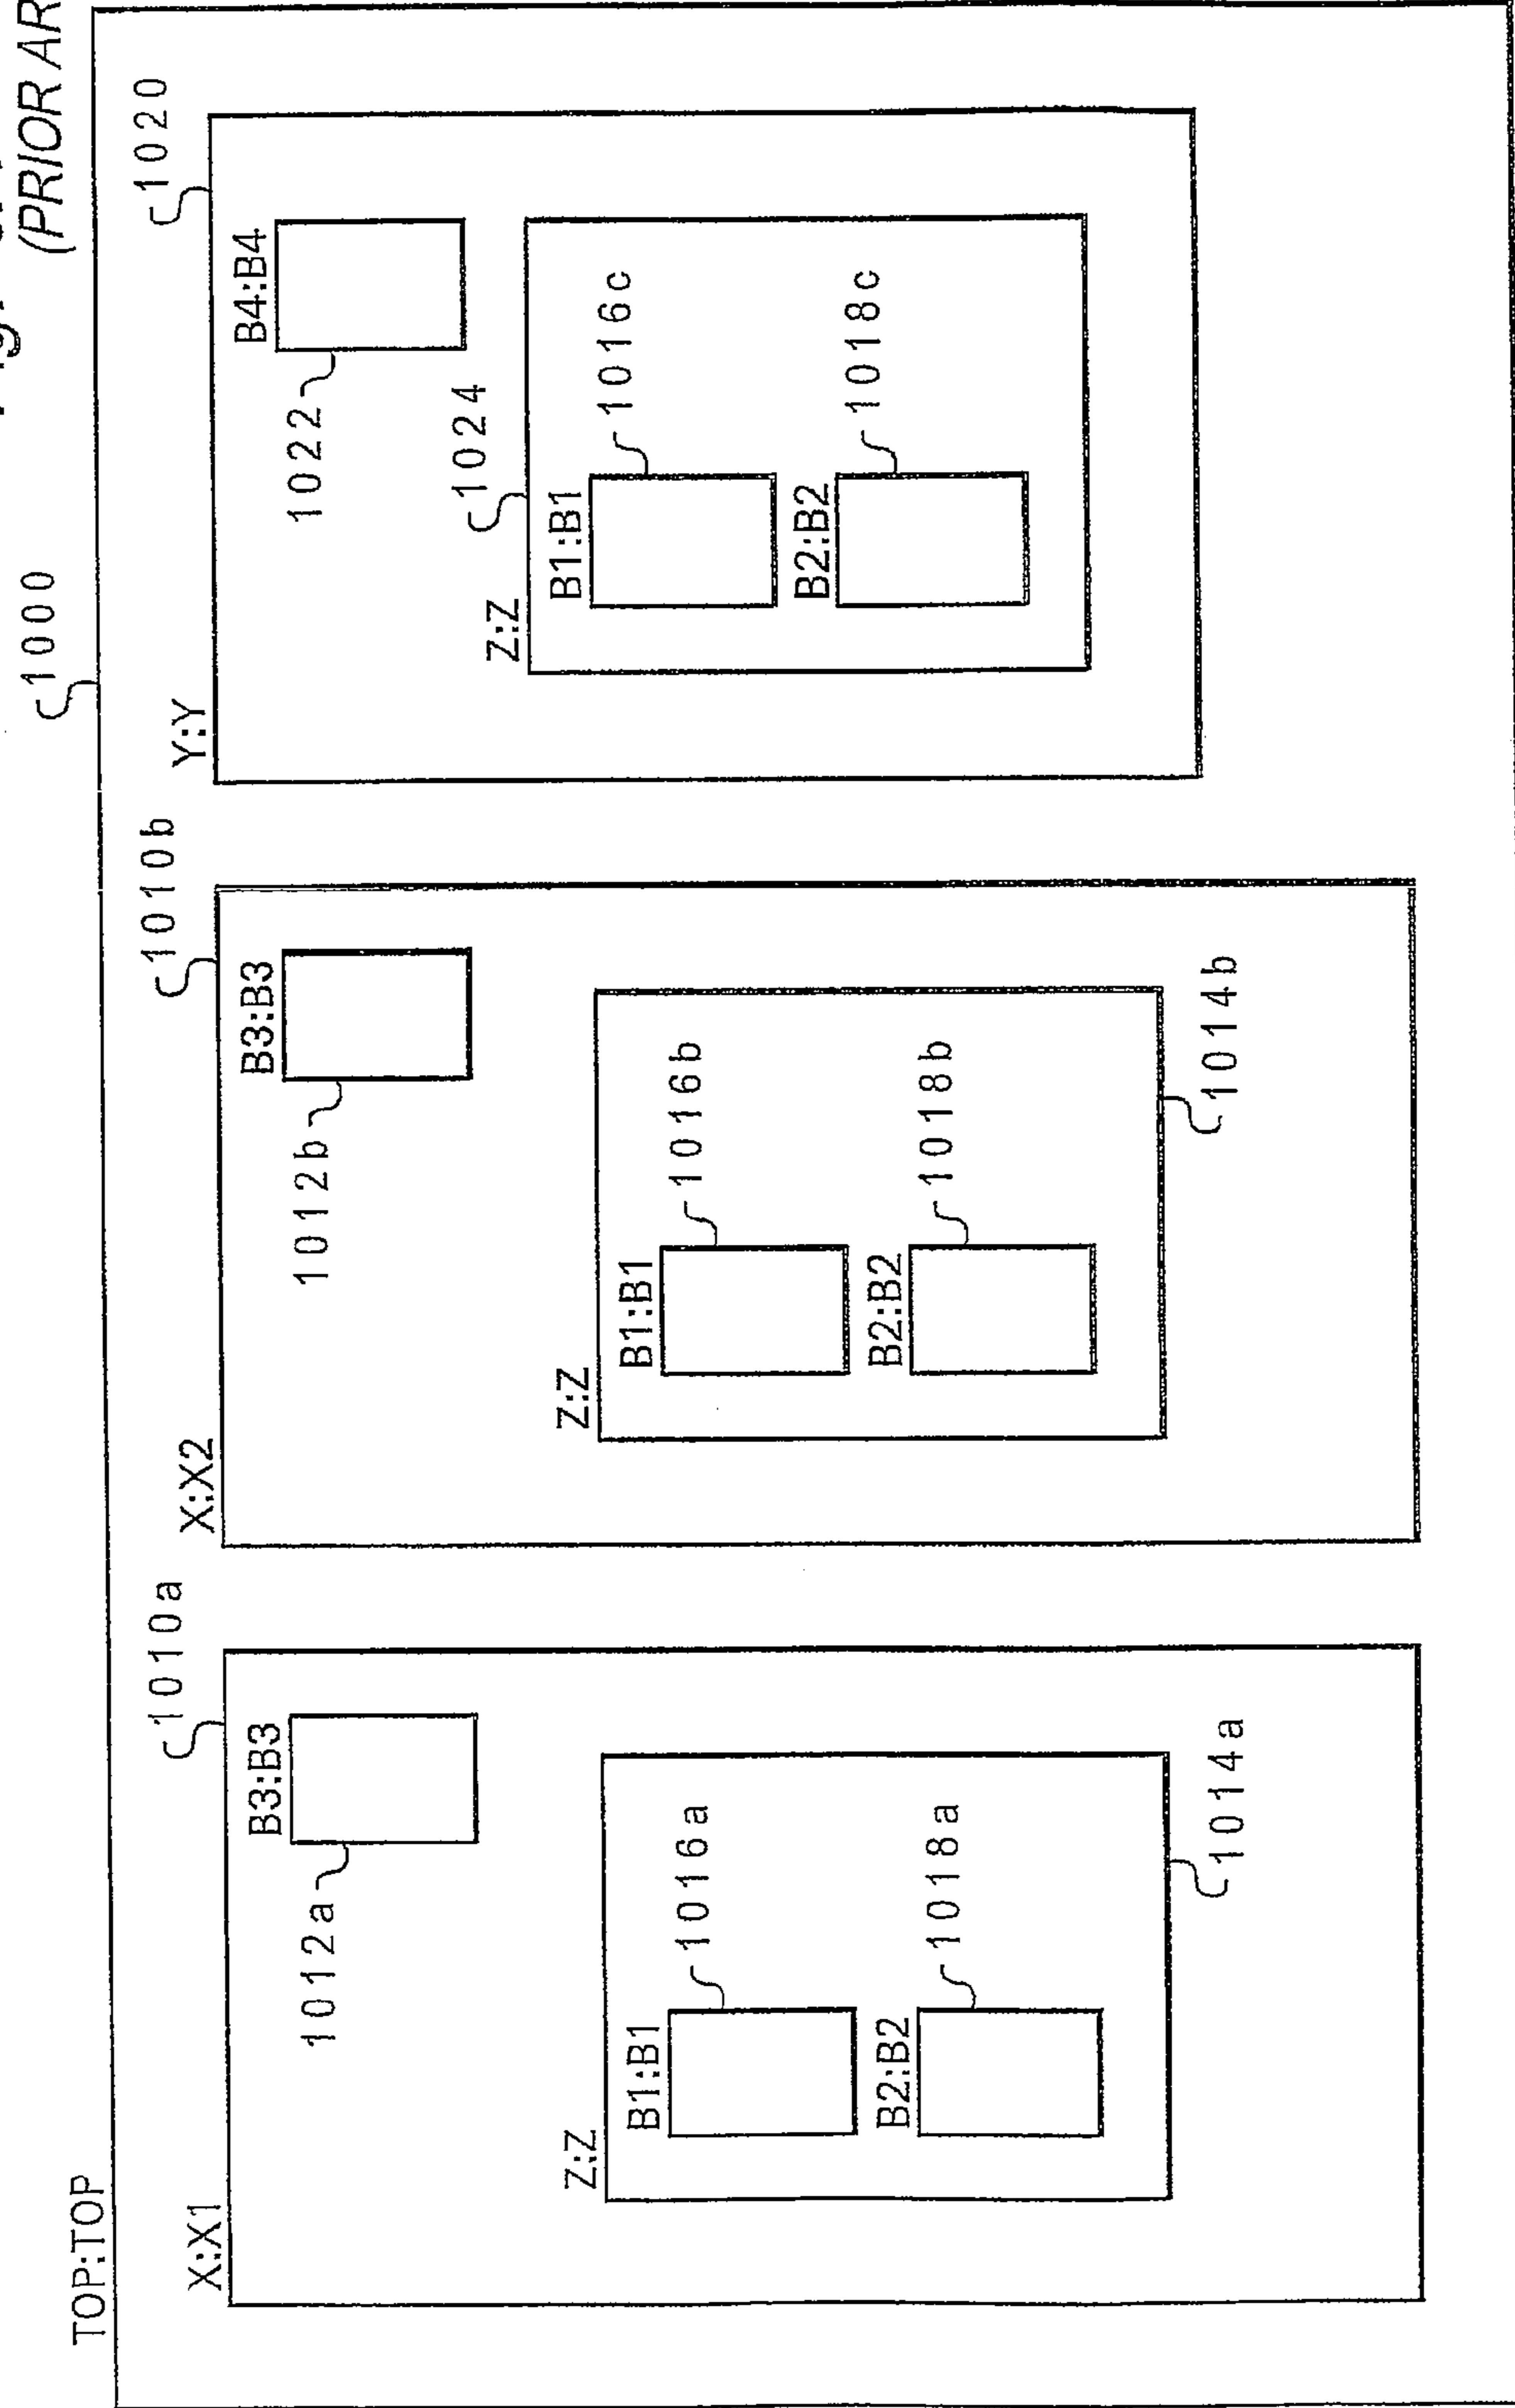 (PRIOR AR
1000
TOP:TOP
X:X1
1010a
B3:B3
1012a
Z:Z
B1:B1
1016a
B2:B2
1018a
1014a
X:X2
1010b
B3:B3
1012b
Z:Z
B1:B1
1016b
B2:B2
1018b
1014b
Y:Y
1020
B4:B4
1022
1024
Z:Z
B1:B1
1016c
B2:B2
1018c